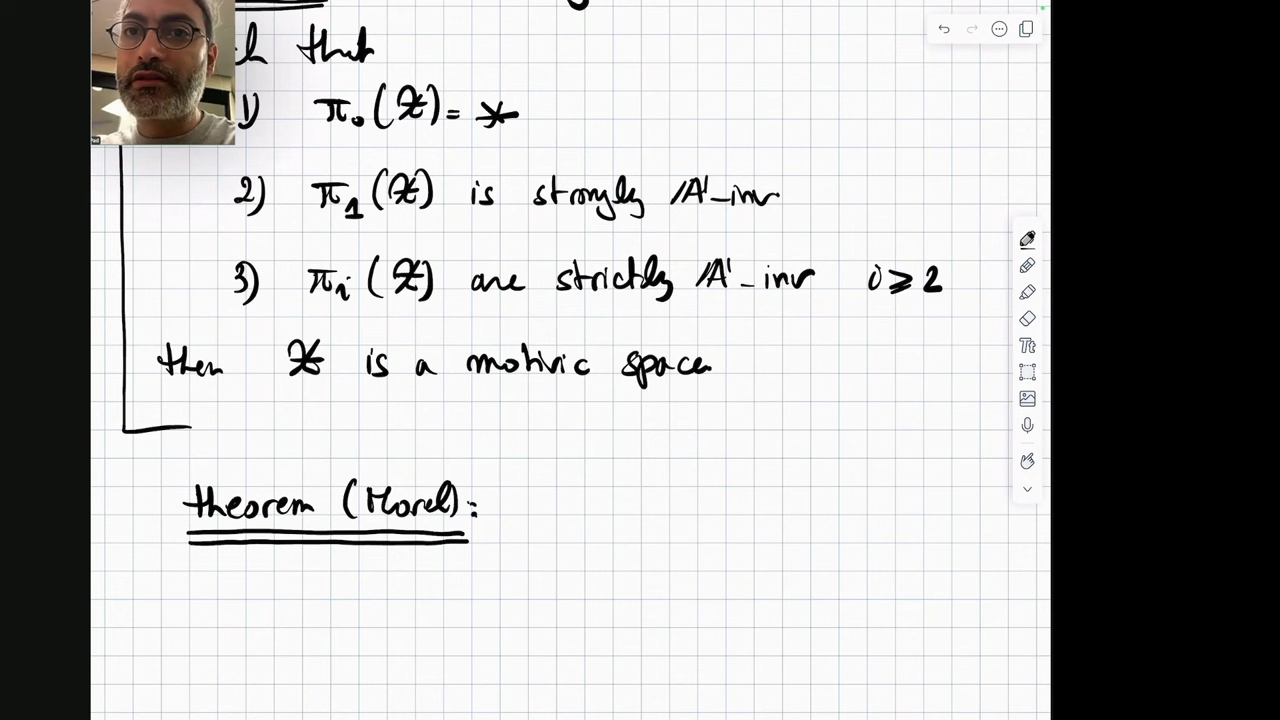 that
1) π₀(𝒳) = *
2) π₁(𝒳) is strongly A¹-inv
3) πᵢ(𝒳) are strictly A¹-inv i ⩾ 2
then 𝒳 is a motivic space
theorem (Morel):
Tt